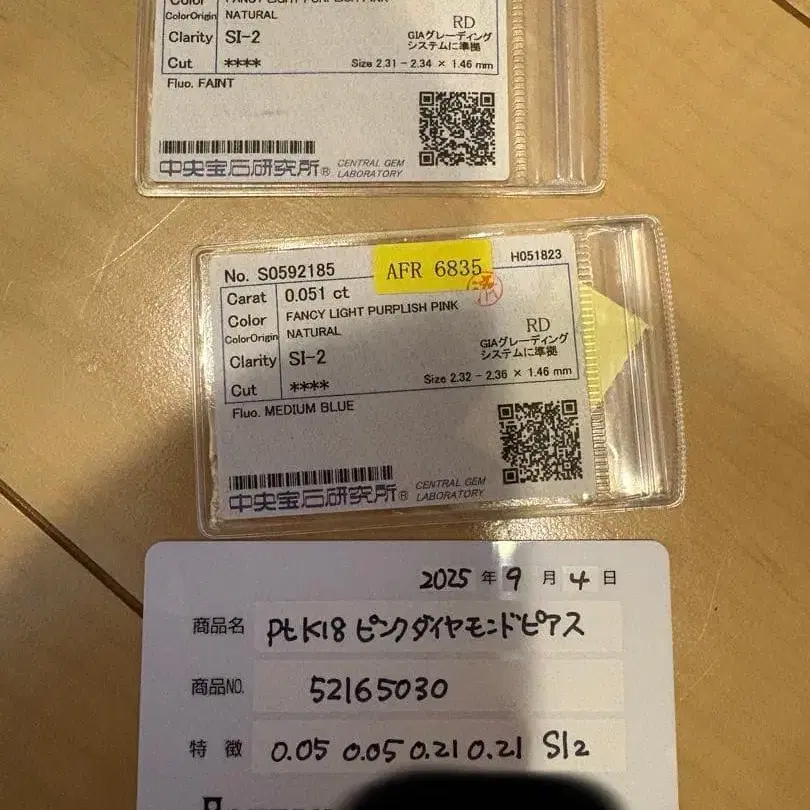 Color FANCY LIGHT PURPLISH PINK
ColorOrigin NATURAL
RD
Clarity SI-2
GIAグレーディング
システムに準拠
Cut ****
Size 2.31 - 2.34 × 1.46 mm
Fluo. FAINT
中央宝石研究所® CENTRAL GEM
LABORATORY
No. S0592185
AFR 6835
H051823
Carat 0.051 ct
Color FANCY LIGHT PURPLISH PINK
ColorOrigin NATURAL
RD
Clarity SI-2
GIAグレーディング
システムに準拠
Cut ****
Size 2.32 - 2.36 × 1.46 mm
Fluo. MEDIUM BLUE
中央宝石研究所® CENTRAL GEM
LABORATORY
2025 年 9 月 4 日
商品名 Pt K18 ピンクダイヤモンドピアス
商品NO. 52165030
特徴 0.05 0.05 0.21 0.21 SI2